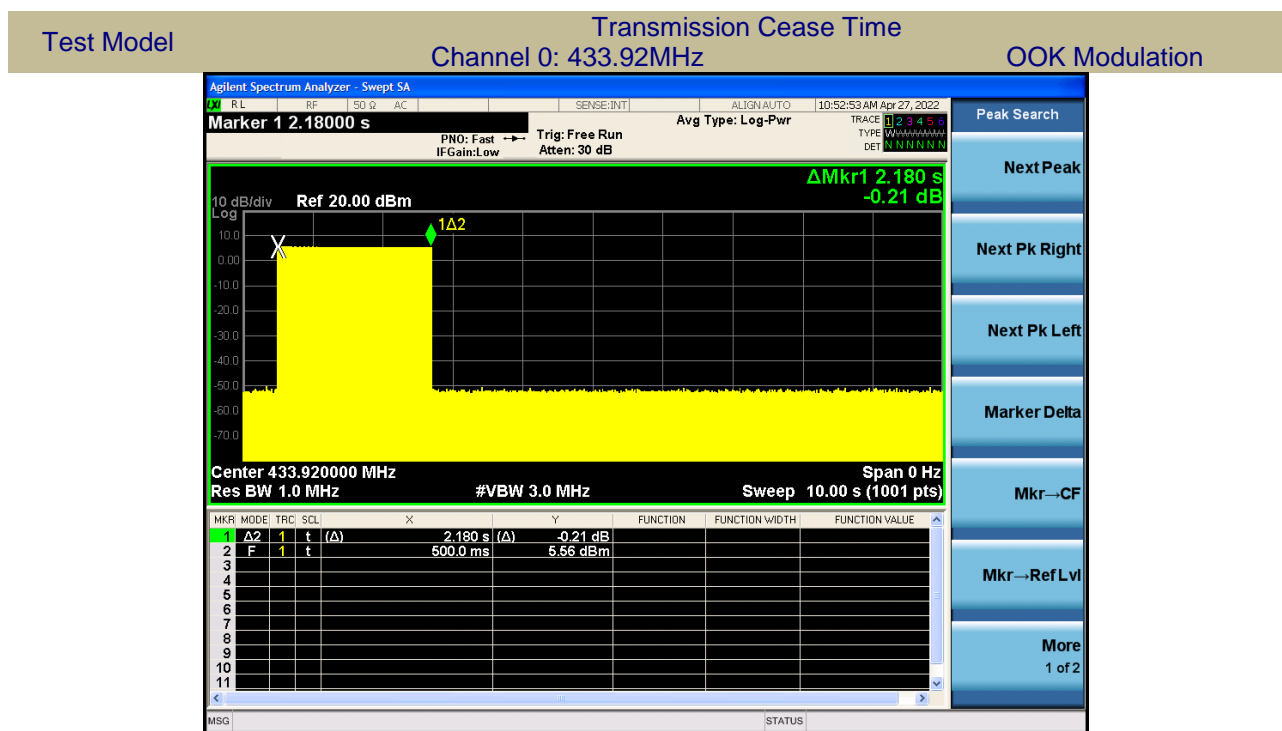 Test Model
Transmission Cease Time
Channel 0: 433.92MHz
OOK Modulation
Agilent Spectrum Analyzer - Swept SA
LXI RL RF 50 Ω AC SENSE:INT ALIGN AUTO 10:52:53 AM Apr 27, 2022
Marker 1 2.18000 s
PNO: Fast
IFGain:Low
Trig: Free Run
Atten: 30 dB
Avg Type: Log-Pwr
TRACE 1 2 3 4 5 6
TYPE
DET N N N N N N
Peak Search
ΔMkr1 2.180 s
-0.21 dB
10 dB/div Ref 20.00 dBm
Log
1Δ2
10.0
0.00
-10.0
-20.0
-30.0
-40.0
-50.0
-60.0
-70.0
Center 433.920000 MHz Span 0 Hz
Res BW 1.0 MHz #VBW 3.0 MHz Sweep 10.00 s (1001 pts)
MKR MODE TRC SCL X Y FUNCTION FUNCTION WIDTH FUNCTION VALUE
1 Δ2 1 t (Δ) 2.180 s (Δ) -0.21 dB
2 F 1 t 500.0 ms 5.56 dBm
3
4
5
6
7
8
9
10
11
MSG STATUS
Next Peak
Next Pk Right
Next Pk Left
Marker Delta
Mkr→CF
Mkr→Ref Lvl
More
1 of 2